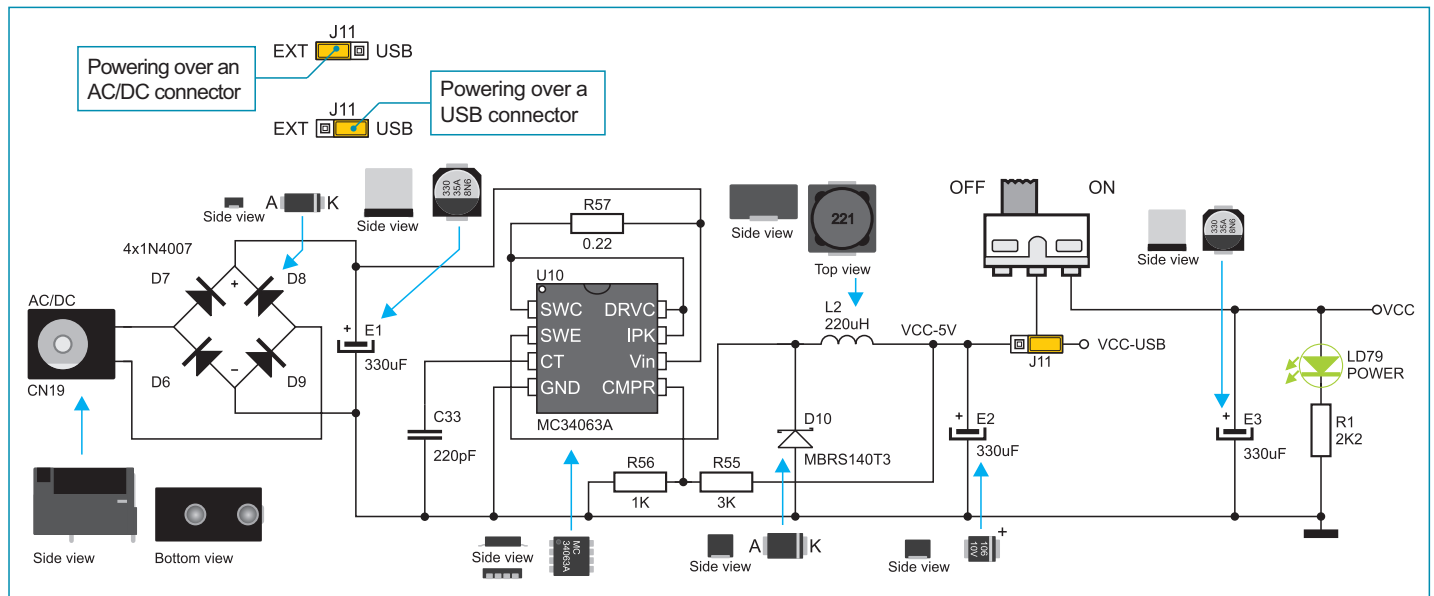 J11
EXT USB
Powering over an
AC/DC connector
Powering over a
USB connector
J11
EXT USB
Side view
A K
Side view
330
35A
8N6
R57
0.22
Side view
221
Top view
OFF ON
Side view
330
35A
8N6
4x1N4007
D7
D8
+
AC/DC
CN19
D6
D9
−
+
E1
330uF
U10
SWC DRVC
SWE IPK
CT Vin
GND CMPR
MC34063A
L2
220uH
VCC-5V
VCC-USB
J11
VCC
LD79
POWER
C33
220pF
D10
MBRS140T3
+
E2
330uF
+
E3
330uF
R1
2K2
R56
1K
R55
3K
Side view
Bottom view
Side view
MC
34063A
Side view
A K
Side view
106
10V
+